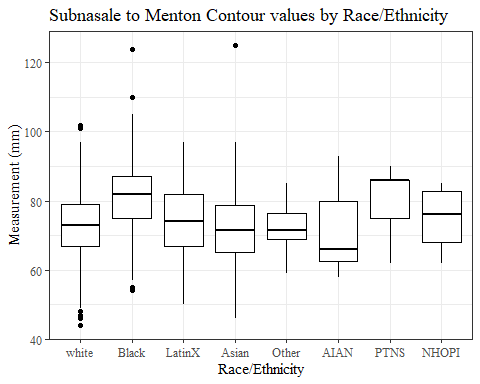 Subnasale to Menton Contour values by Race/Ethnicity
Measurement (mm)
120
100
80
60
40
white Black LatinX Asian Other AIAN PTNS NHOPI
Race/Ethnicity